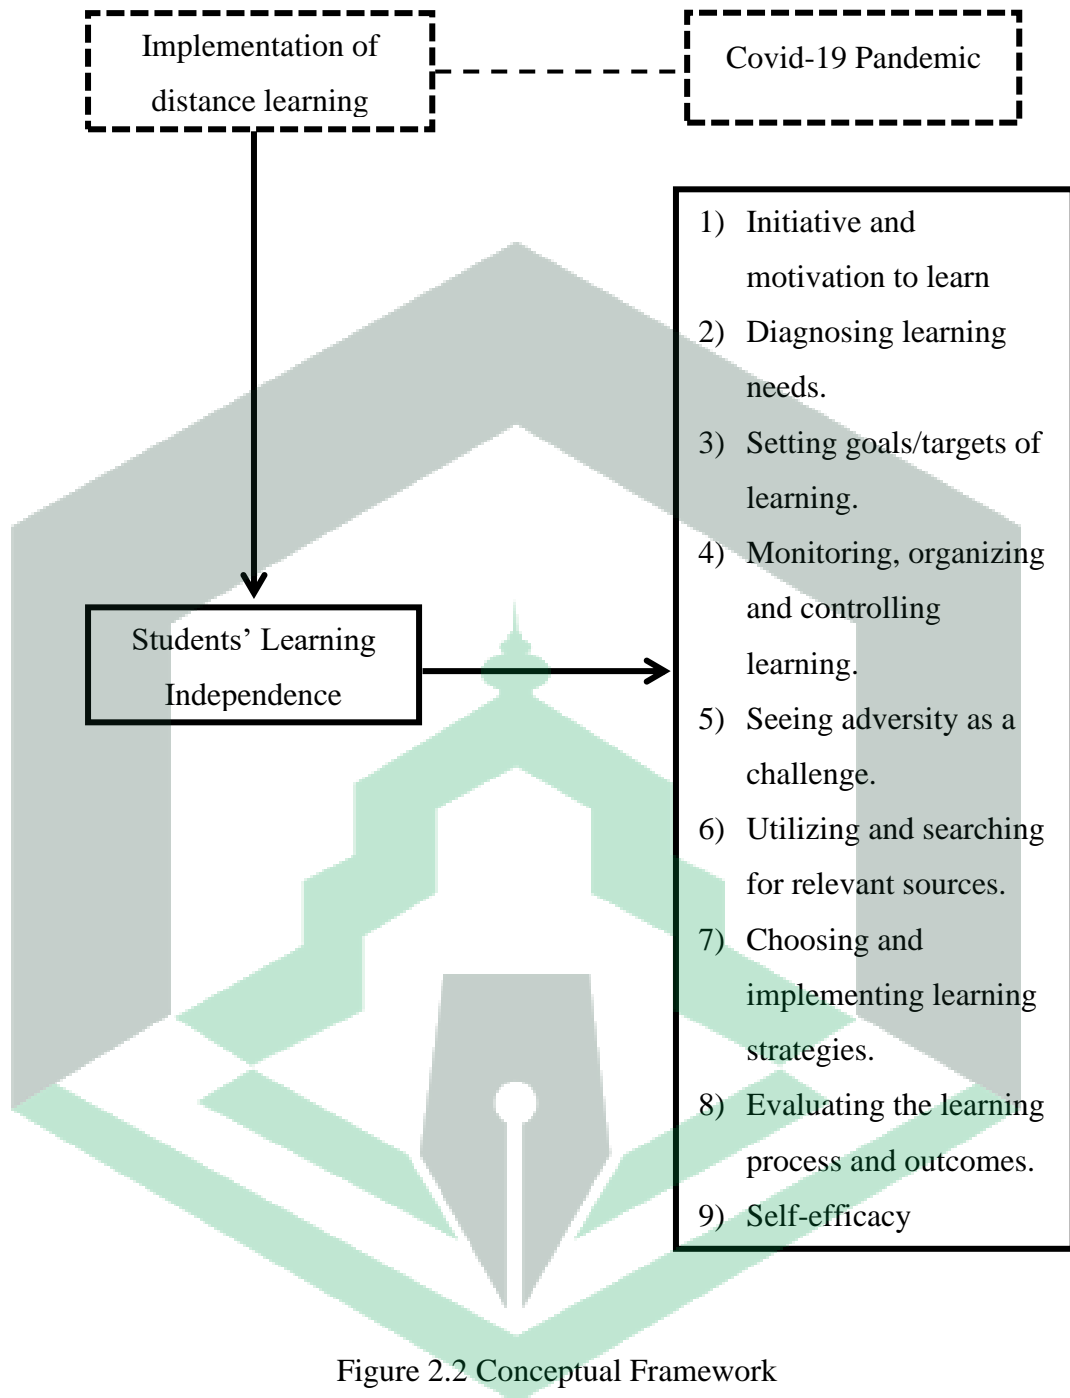 Implementation of
distance learning
Covid-19 Pandemic
1) Initiative and
motivation to learn
2) Diagnosing learning
needs.
3) Setting goals/targets of
learning.
4) Monitoring, organizing
and controlling
learning.
5) Seeing adversity as a
challenge.
6) Utilizing and searching
for relevant sources.
7) Choosing and
implementing learning
strategies.
8) Evaluating the learning
process and outcomes.
9) Self-efficacy
Students’ Learning
Independence
Figure 2.2 Conceptual Framework